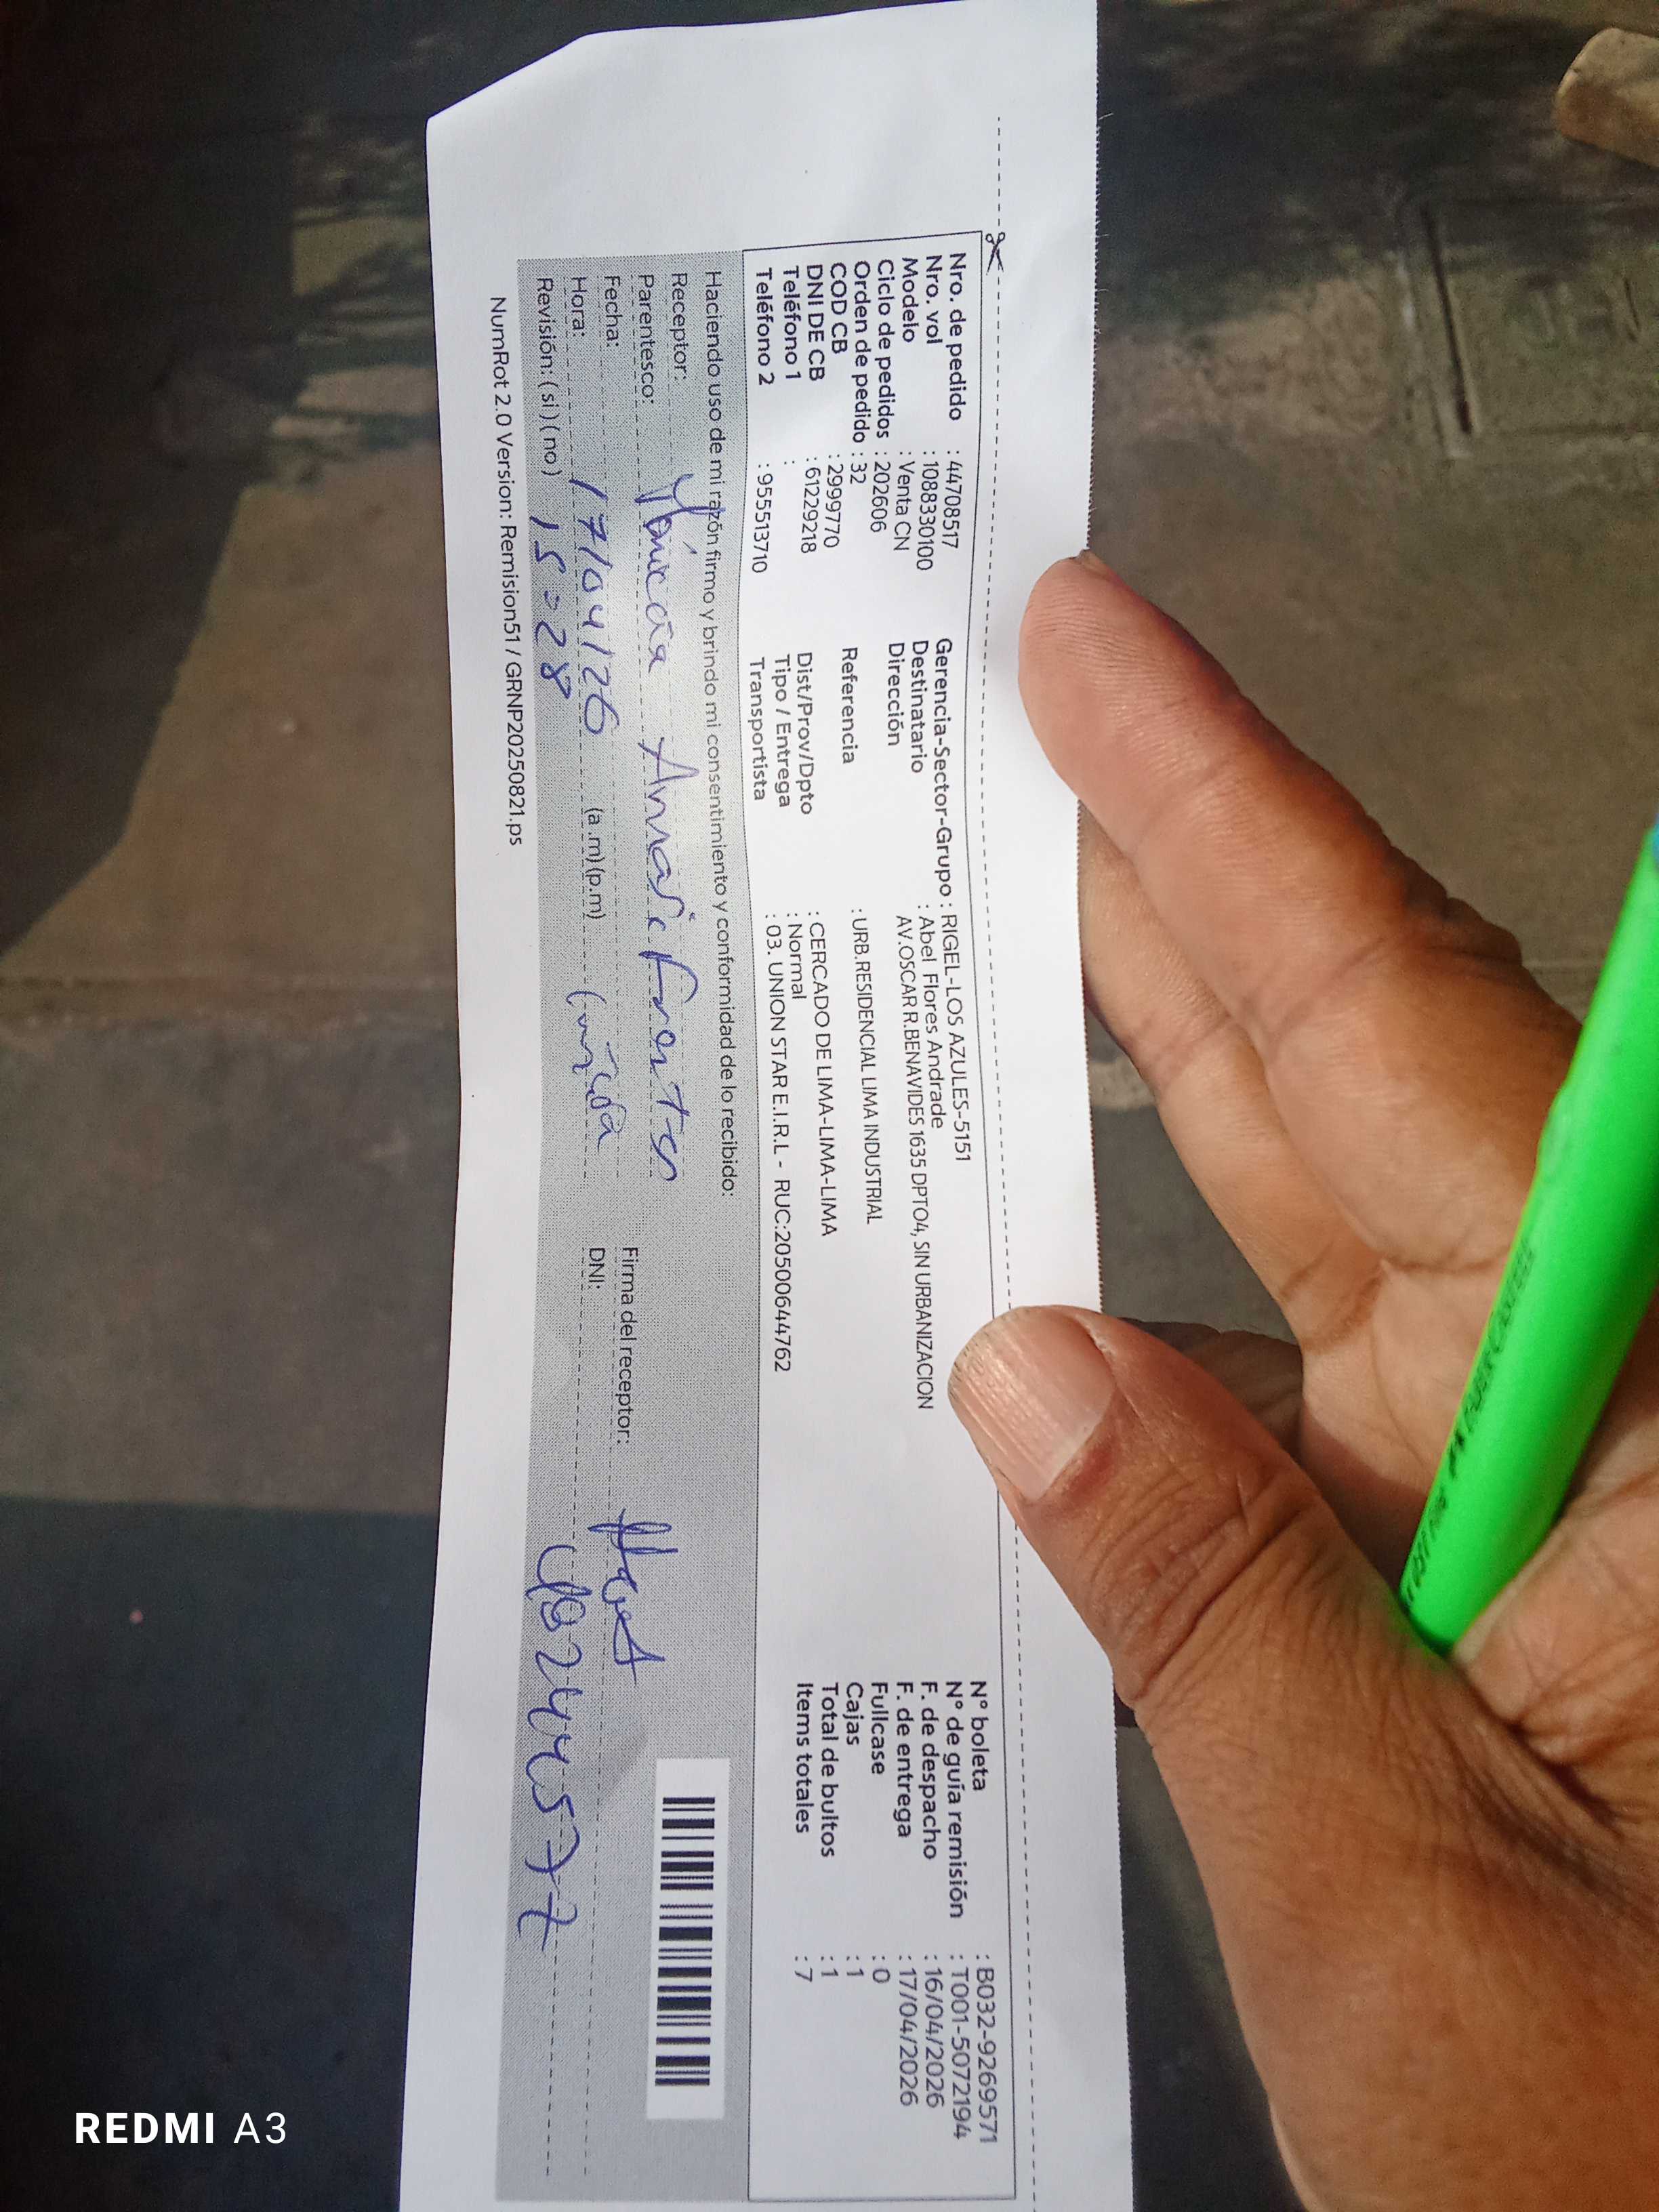 Nro. de pedido : 44708517
Nro. vol : 1088330100
Modelo : Venta CN
Ciclo de pedidos : 202606
Orden de pedido : 32
COD CB : 2999770
DNI DE CB : 61229218
Teléfono 1 :
Teléfono 2 : 955513710
Gerencia-Sector-Grupo : RIGEL-LOS AZULES-5151
Destinatario : Abel Flores Andrade
Dirección AV.OSCAR R.BENAVIDES 1635 DPTO4, SIN URBANIZACION
Referencia : URB.RESIDENCIAL LIMA INDUSTRIAL
Dist/Prov/Dpto : CERCADO DE LIMA-LIMA-LIMA
Tipo / Entrega : Normal
Transportista : 03. UNION STAR E.I.R.L - RUC:20500644762
N° boleta : B032-9269571
N° de guía remisión : T001-5072194
F. de despacho : 16/04/2026
F. de entrega : 17/04/2026
Fullcase : 0
Cajas : 1
Total de bultos : 1
Items totales : 7
Haciendo uso de mi razón firmo y brindo mi consentimiento y conformidad de lo recibido:
Receptor:
Parentesco:
Fecha: 17/04/26
Hora: (a.m)(p.m)
Revisión: (si) (no) 15:28
Firma del receptor:
DNI:
NumRot 2.0 Version: Remision51 / GRNP20250821.ps
REDMI A3